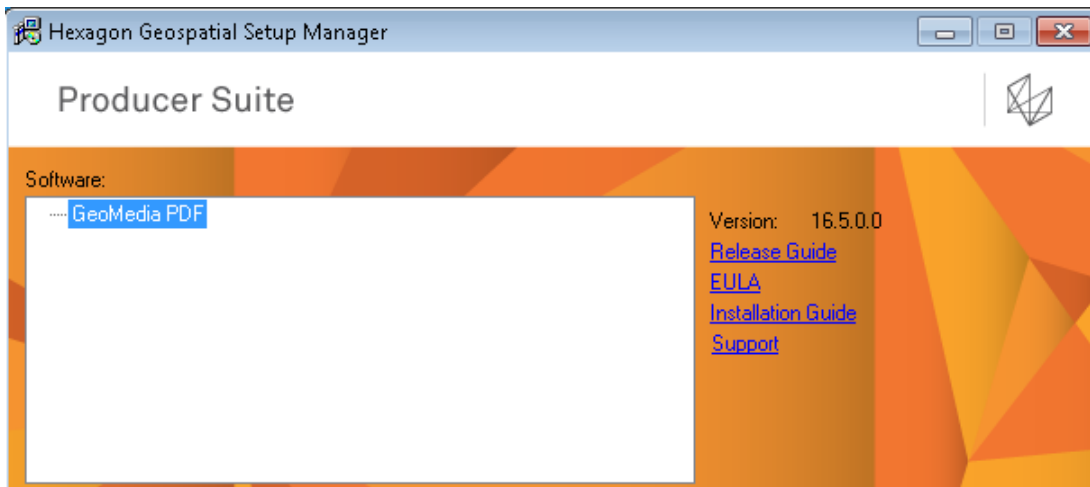 Hexagon Geospatial Setup Manager
Producer Suite
Software:
GeoMedia PDF
Version: 16.5.0.0
Release Guide
EULA
Installation Guide
Support